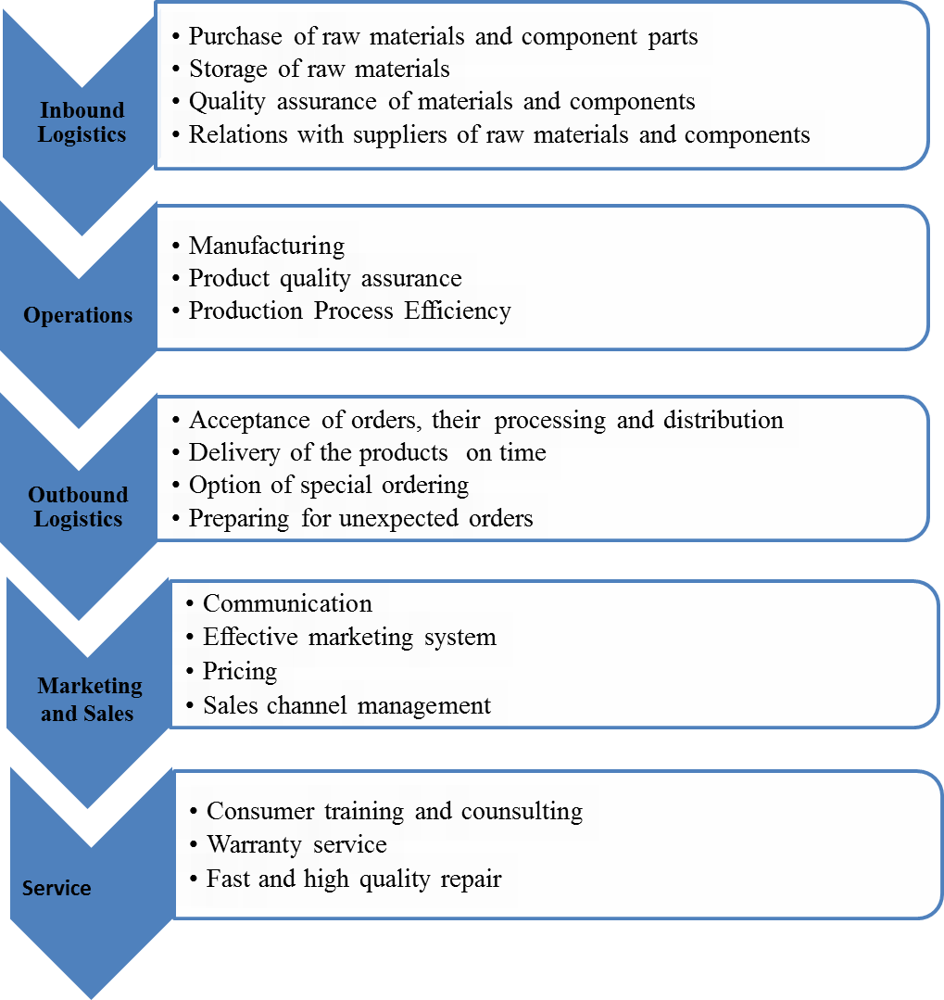 Inbound
Logistics
• Purchase of raw materials and component parts
• Storage of raw materials
• Quality assurance of materials and components
• Relations with suppliers of raw materials and components
Operations
• Manufacturing
• Product quality assurance
• Production Process Efficiency
Outbound
Logistics
• Acceptance of orders, their processing and distribution
• Delivery of the products on time
• Option of special ordering
• Preparing for unexpected orders
Marketing
and Sales
• Communication
• Effective marketing system
• Pricing
• Sales channel management
Service
• Consumer training and counsulting
• Warranty service
• Fast and high quality repair